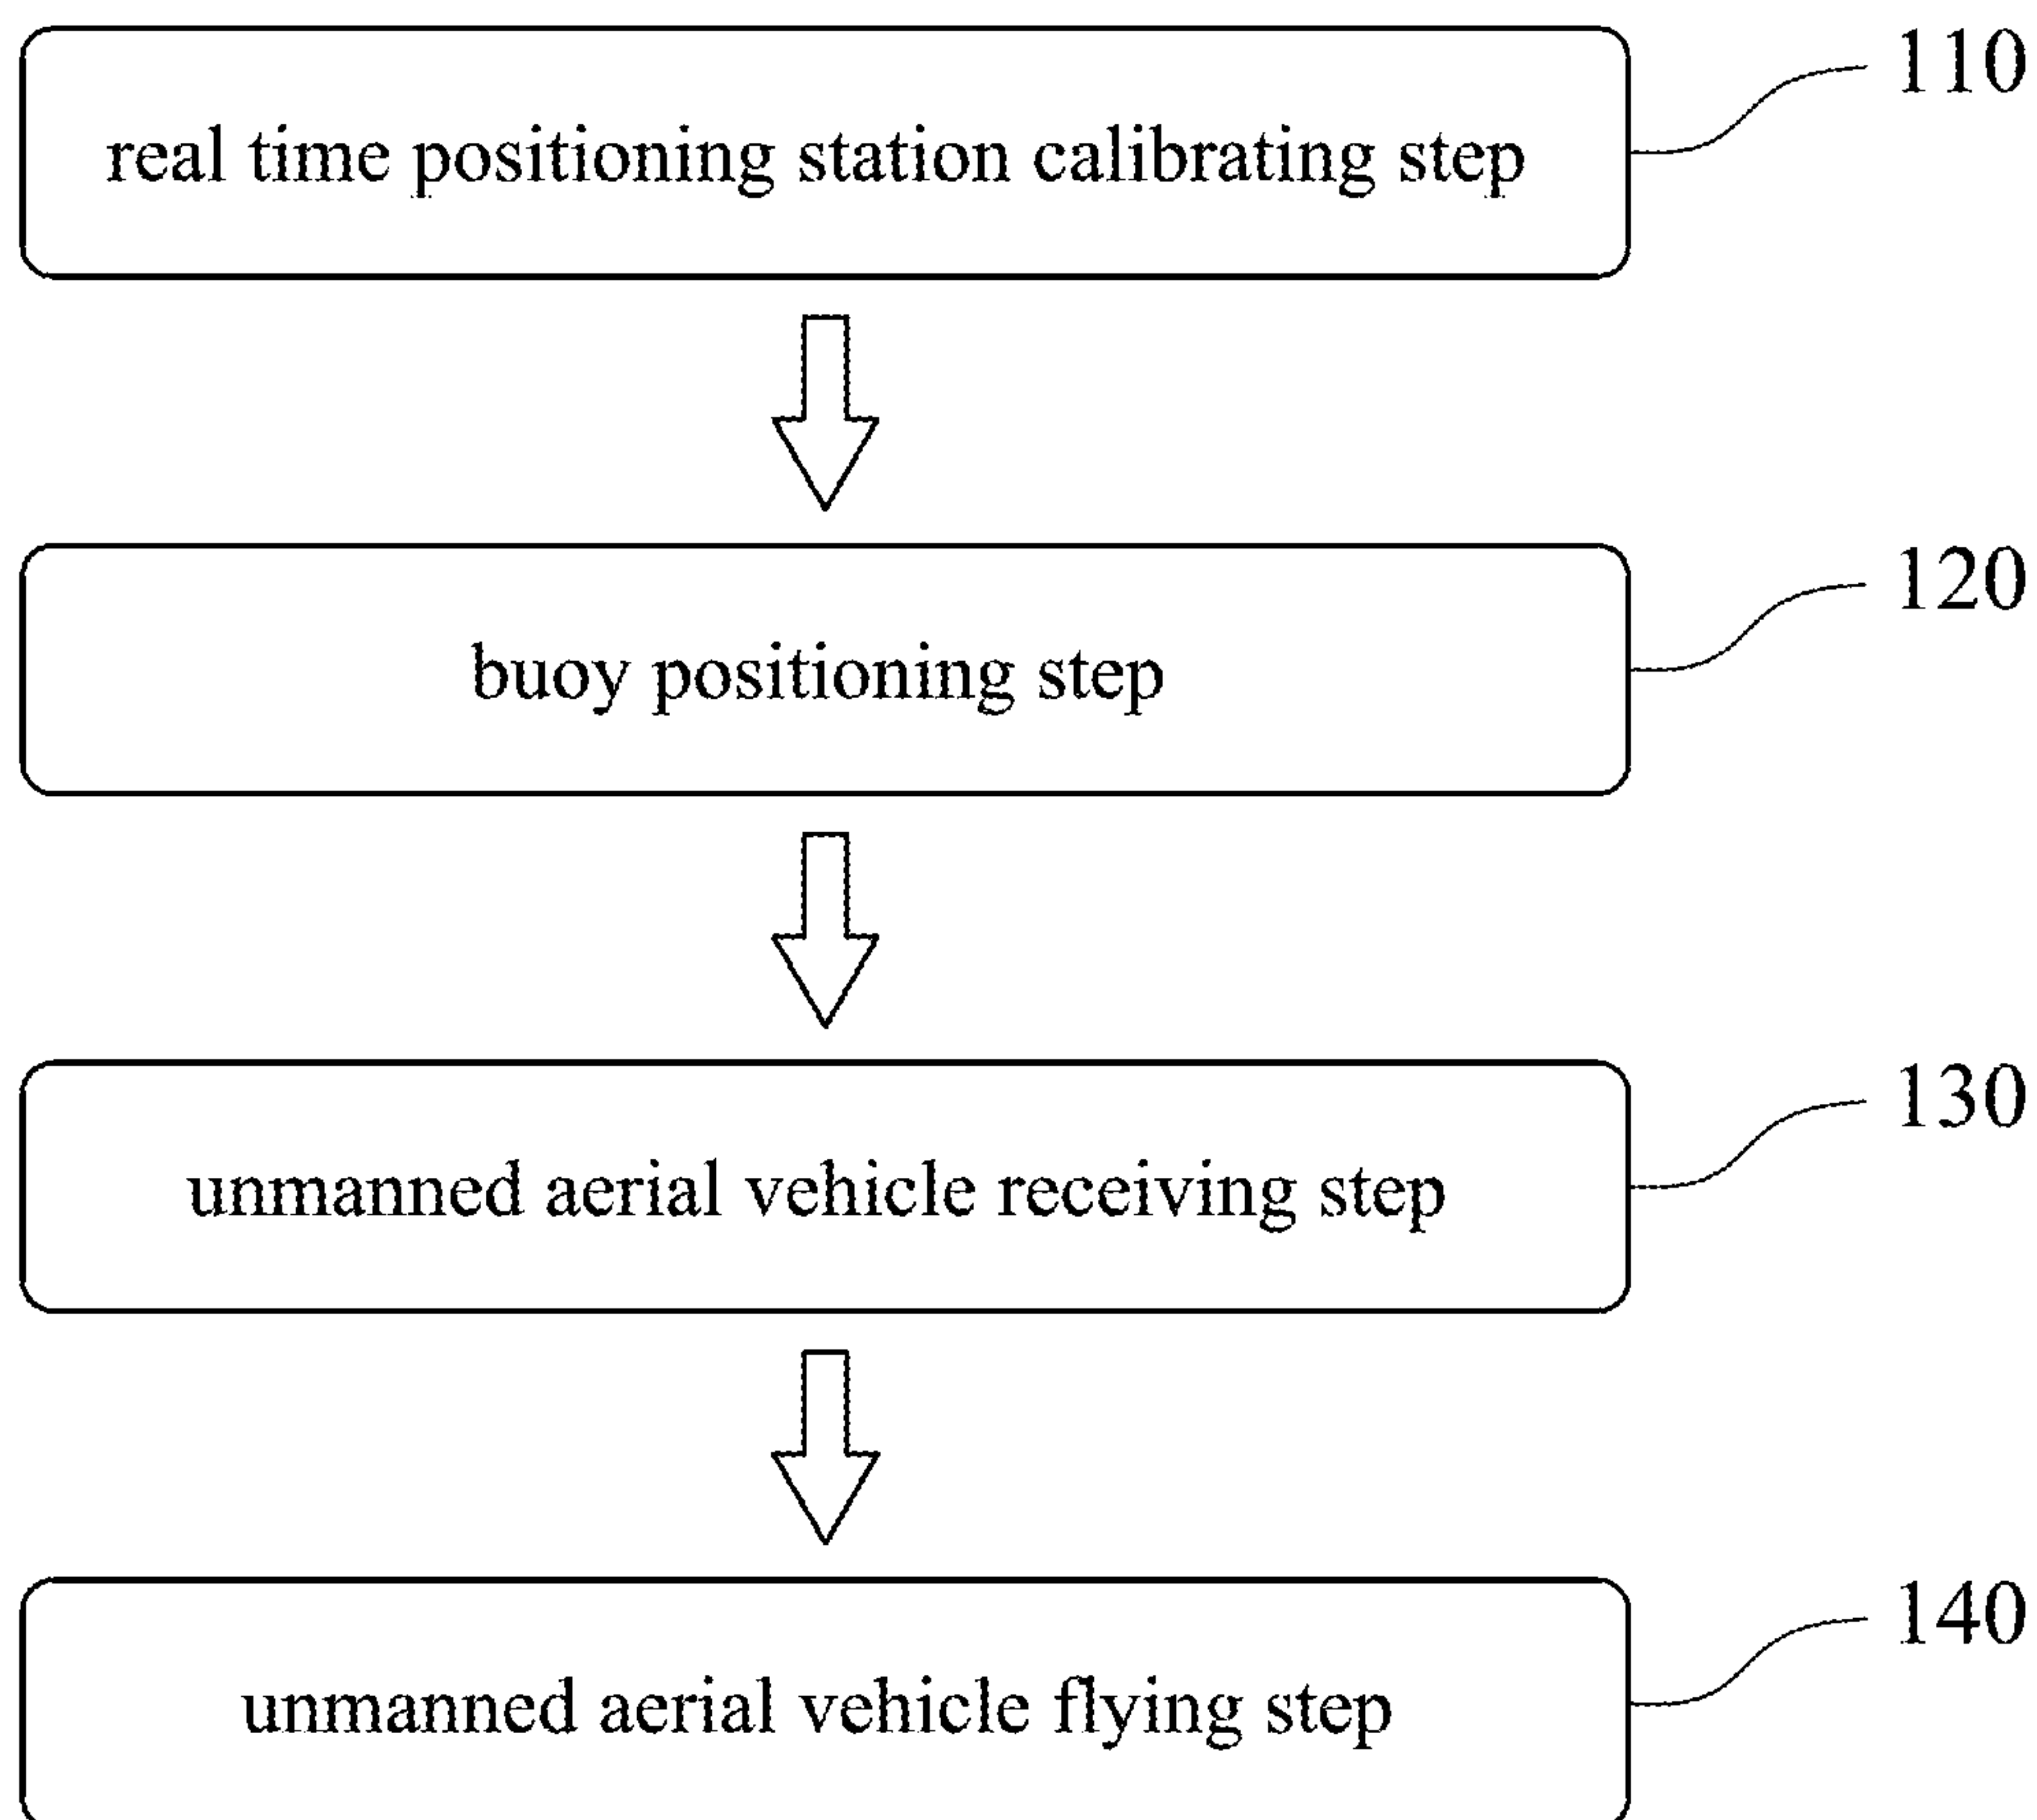 110
real time positioning station calibrating step
120
buoy positioning step
130
unmanned aerial vehicle receiving step
140
unmanned aerial vehicle flying step